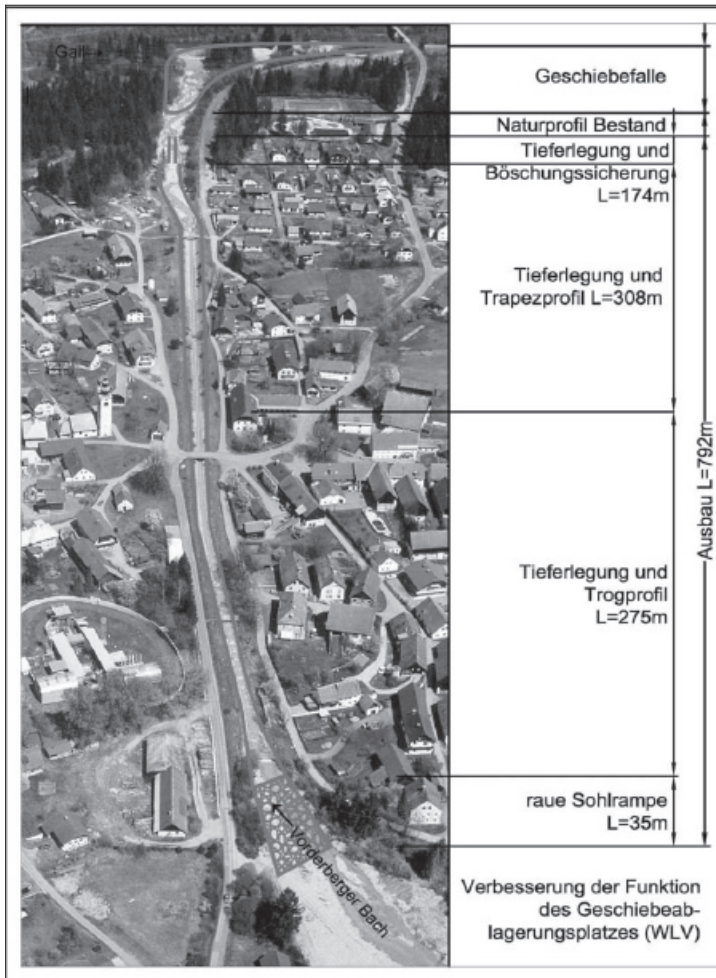 Gail
Geschiebefalle
Naturprofil Bestand
Tieferlegung und
Böschungssicherung
L=174m
Tieferlegung und
Trapezprofil L=308m
Ausbau L=792m
Tieferlegung und
Trogprofil
L=275m
raue Sohlrampe
L=35m
Vorderberger Bach
Verbesserung der Funktion
des Geschiebeab-
lagerungsplatzes (WLV)